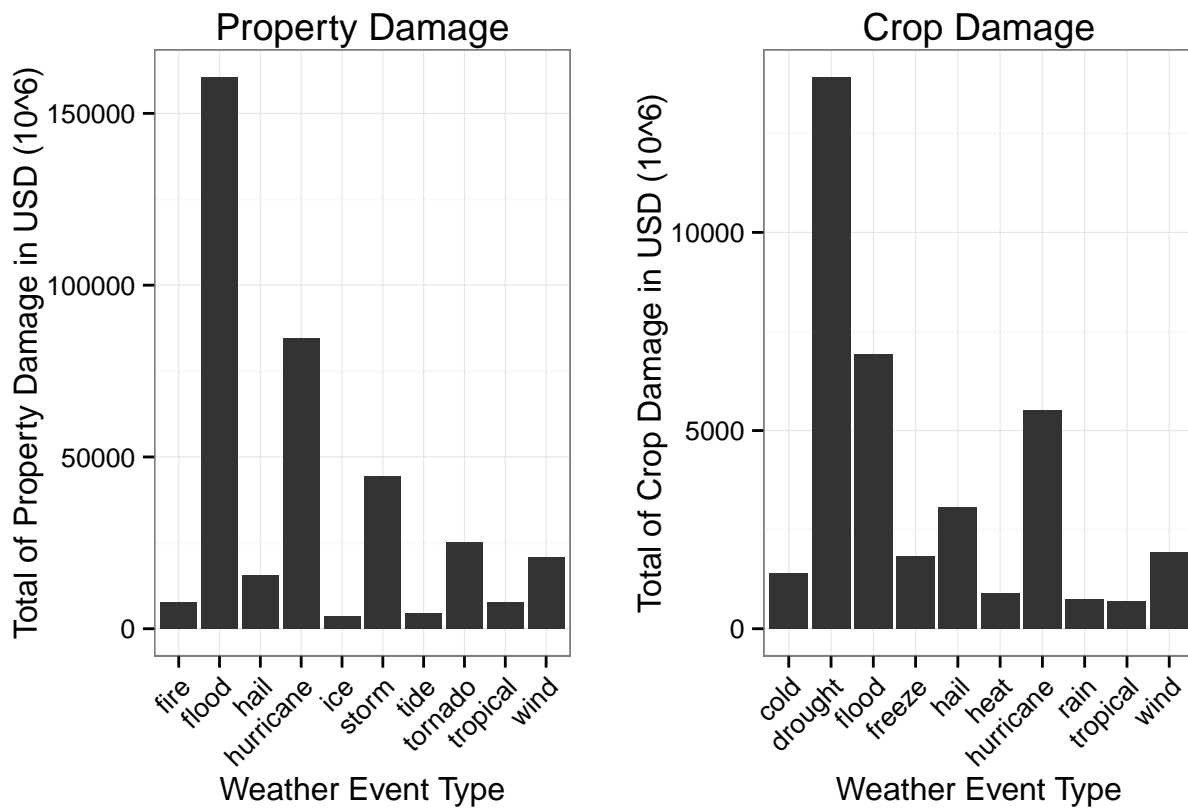 Property Damage
Total of Property Damage in USD (10^6)
150000
100000
50000
0
fire
flood
hail
hurricane
ice
storm
tide
tornado
tropical
wind
Weather Event Type
Crop Damage
Total of Crop Damage in USD (10^6)
10000
5000
0
cold
drought
flood
freeze
hail
heat
hurricane
rain
tropical
wind
Weather Event Type